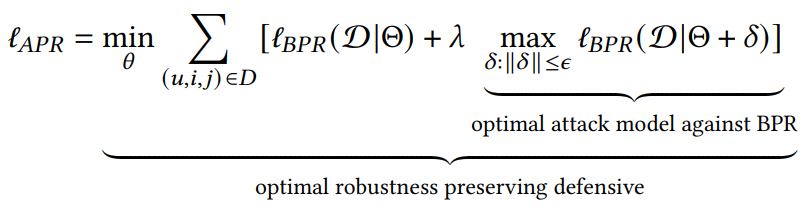 ℓ_APR = min_θ ∑_{(u,i,j)∈D} [ℓ_BPR(𝒟|Θ) + λ max_{δ:‖δ‖≤ϵ} ℓ_BPR(𝒟|Θ + δ)]
optimal attack model against BPR
optimal robustness preserving defensive